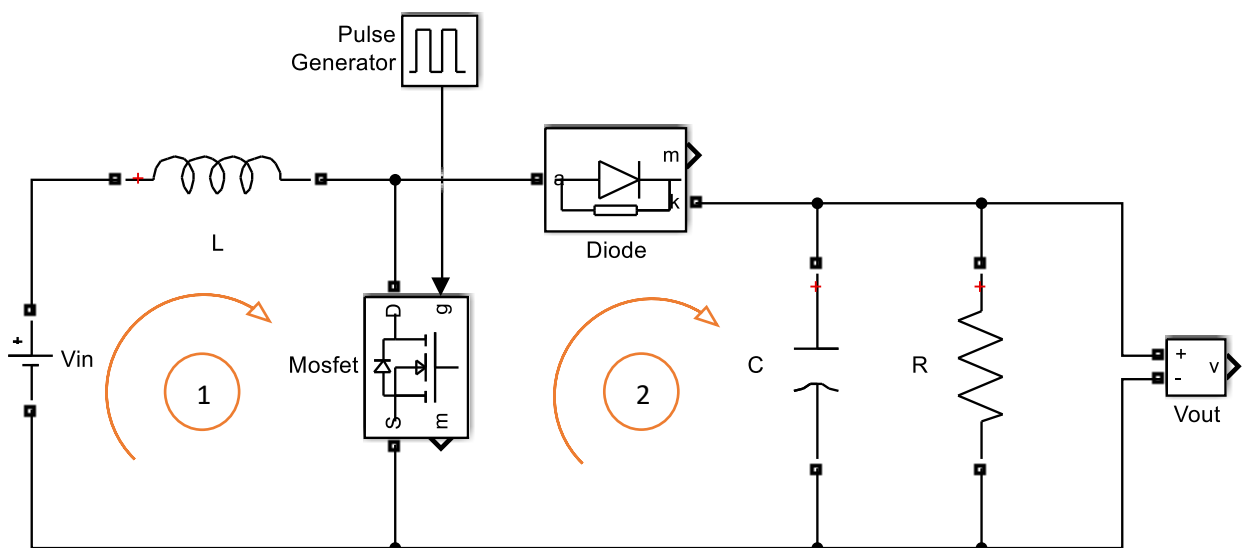 Pulse
Generator
m
a
k
Diode
L
D
g
Mosfet
S
m
+
Vin
1
2
+
C
+
R
+
-
v
Vout
+